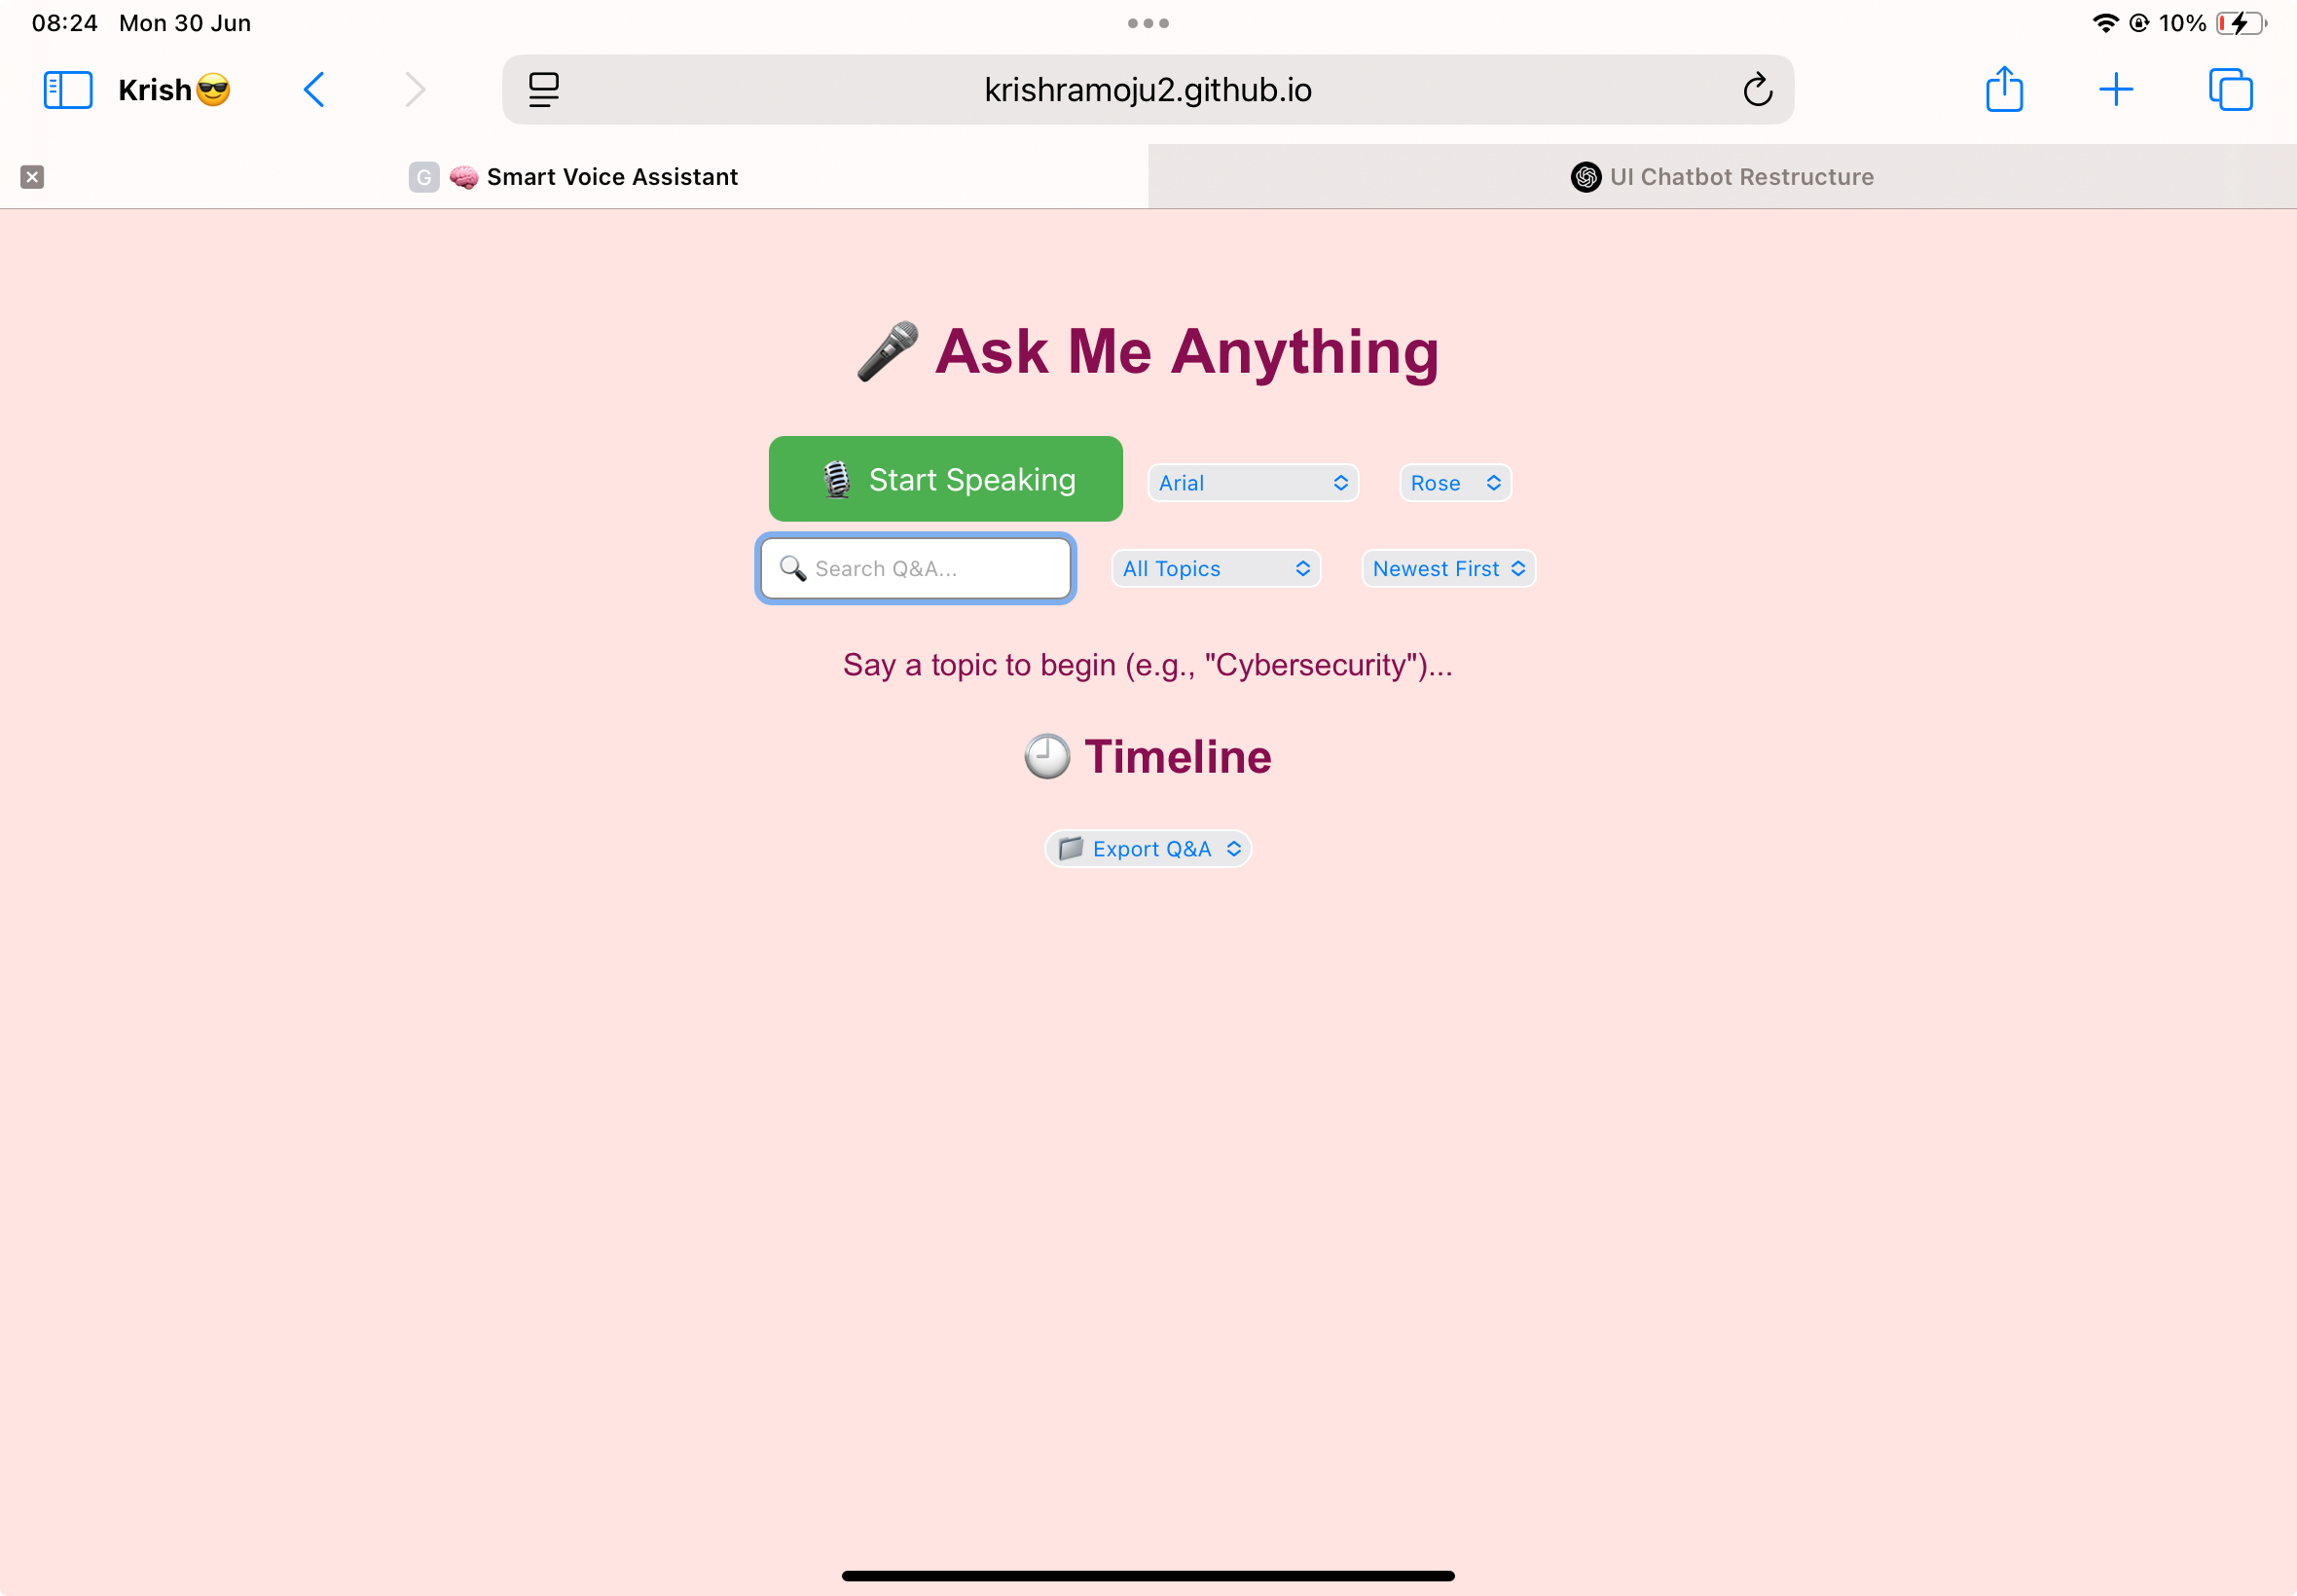 08:24 Mon 30 Jun
10%
Krish😎
krishramoju2.github.io
G 🧠 Smart Voice Assistant
UI Chatbot Restructure
🎤 Ask Me Anything
🎙️ Start Speaking
Arial
Rose
🔍 Search Q&A...
All Topics
Newest First
Say a topic to begin (e.g., "Cybersecurity")...
🕘 Timeline
📁 Export Q&A